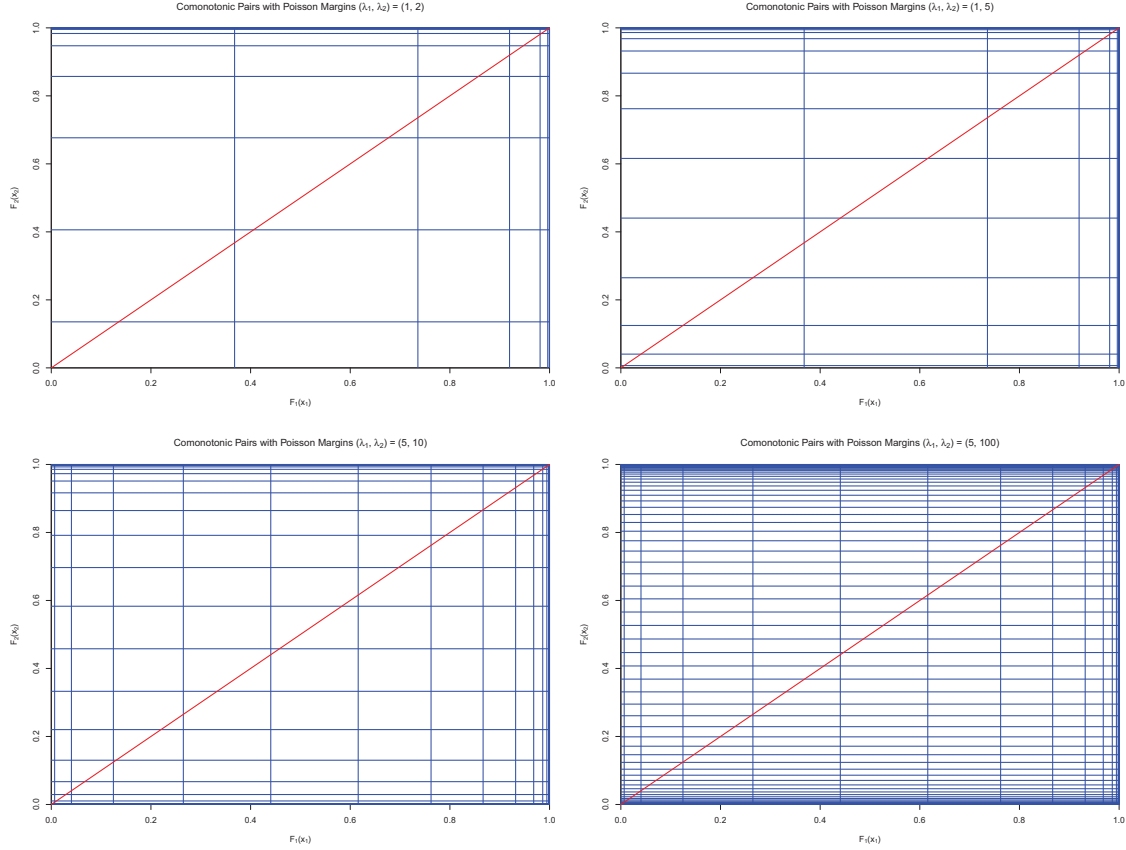 Comonotonic Pairs with Poisson Margins (λ₁, λ₂) = (1, 2)
1.0
0.8
0.6
0.4
0.2
0.0
F₂(x₂)
0.0 0.2 0.4 0.6 0.8 1.0
F₁(x₁)
Comonotonic Pairs with Poisson Margins (λ₁, λ₂) = (1, 5)
1.0
0.8
0.6
0.4
0.2
0.0
F₂(x₂)
0.0 0.2 0.4 0.6 0.8 1.0
F₁(x₁)
Comonotonic Pairs with Poisson Margins (λ₁, λ₂) = (5, 10)
1.0
0.8
0.6
0.4
0.2
0.0
F₂(x₂)
0.0 0.2 0.4 0.6 0.8 1.0
F₁(x₁)
Comonotonic Pairs with Poisson Margins (λ₁, λ₂) = (5, 100)
1.0
0.8
0.6
0.4
0.2
0.0
F₂(x₂)
0.0 0.2 0.4 0.6 0.8 1.0
F₁(x₁)